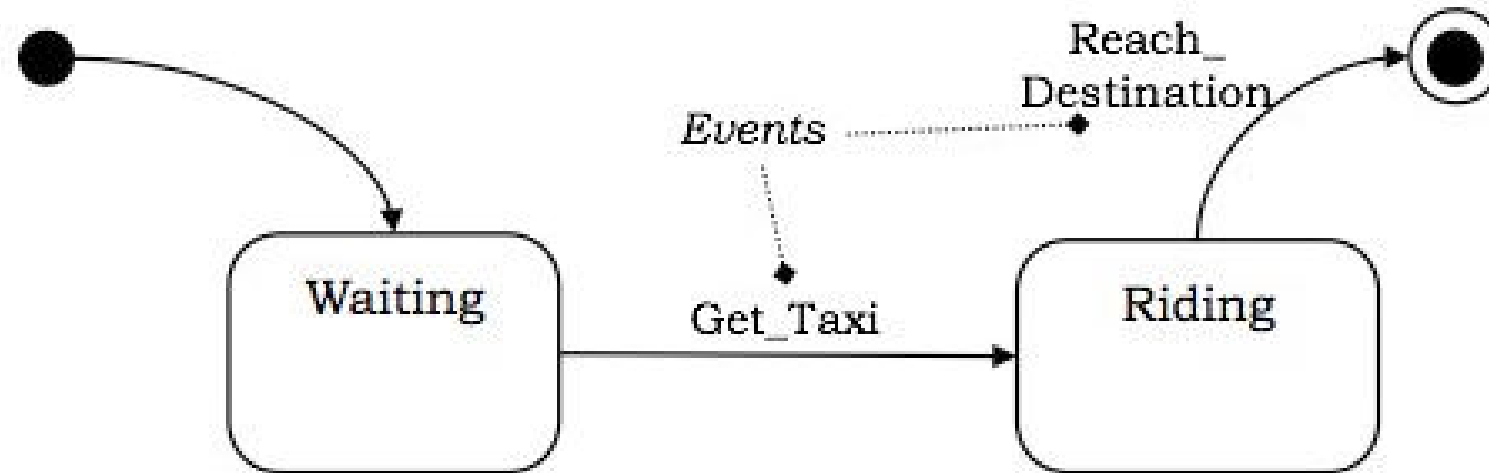 Reach_
Destination
Events
Waiting
Get_Taxi
Riding